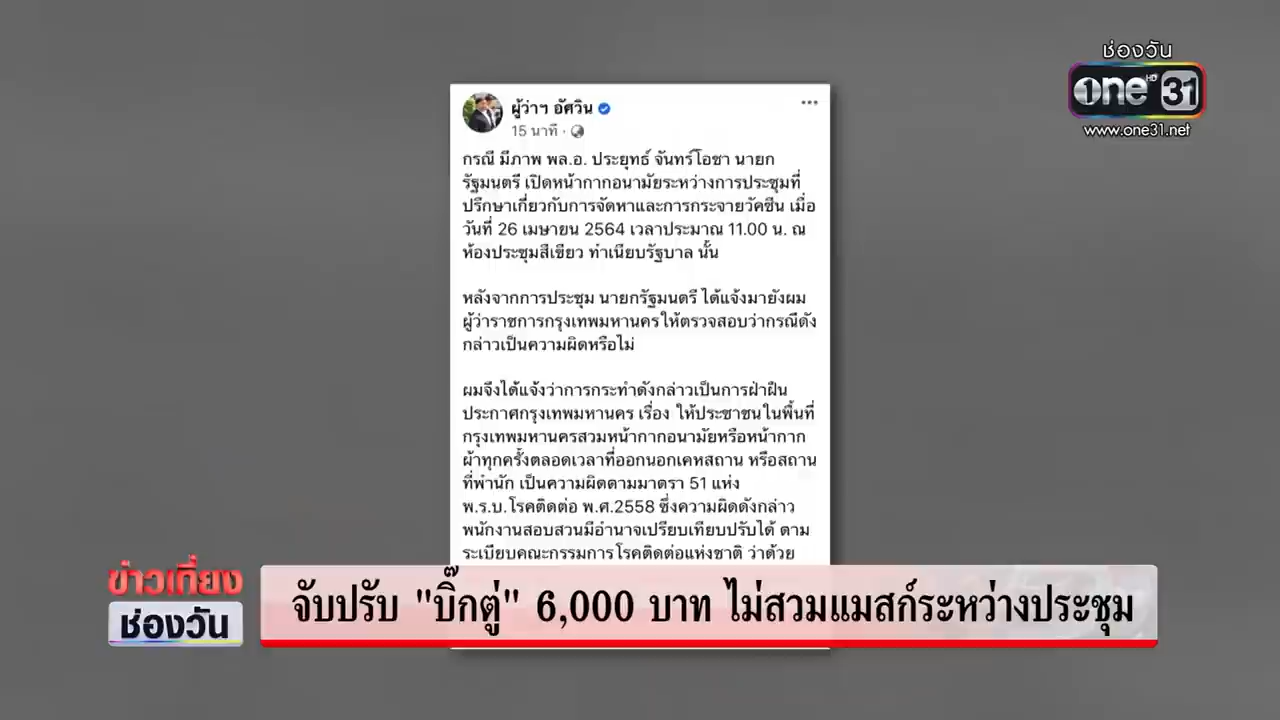 ช่องวัน
one HD 31
www.one31.net
ผู้ว่าฯ อัศวิน
15 นาที ·
กรณี มีภาพ พล.อ. ประยุทธ์ จันทร์โอชา นายก
รัฐมนตรี เปิดหน้ากากอนามัยระหว่างการประชุมที่
ปรึกษาเกี่ยวกับการจัดหาและการกระจายวัคซีน เมื่อ
วันที่ 26 เมษายน 2564 เวลาประมาณ 11.00 น. ณ
ห้องประชุมสีเขียว ทำเนียบรัฐบาล นั้น
หลังจากการประชุม นายกรัฐมนตรี ได้แจ้งมายังผม
ผู้ว่าราชการกรุงเทพมหานครให้ตรวจสอบว่ากรณีดัง
กล่าวเป็นความผิดหรือไม่
ผมจึงได้แจ้งว่าการกระทำดังกล่าวเป็นการฝ่าฝืน
ประกาศกรุงเทพมหานคร เรื่อง ให้ประชาชนในพื้นที่
กรุงเทพมหานครสวมหน้ากากอนามัยหรือหน้ากาก
ผ้าทุกครั้งตลอดเวลาที่ออกนอกเคหสถาน หรือสถาน
ที่พำนัก เป็นความผิดตามมาตรา 51 แห่ง
พ.ร.บ.โรคติดต่อ พ.ศ.2558 ซึ่งความผิดดังกล่าว
พนักงานสอบสวนมีอำนาจเปรียบเทียบปรับได้ ตาม
ระเบียบคณะกรรมการโรคติดต่อแห่งชาติ ว่าด้วย
ข่าวเที่ยง
ช่องวัน
จับปรับ "บิ๊กตู่" 6,000 บาท ไม่สวมแมสก์ระหว่างประชุม